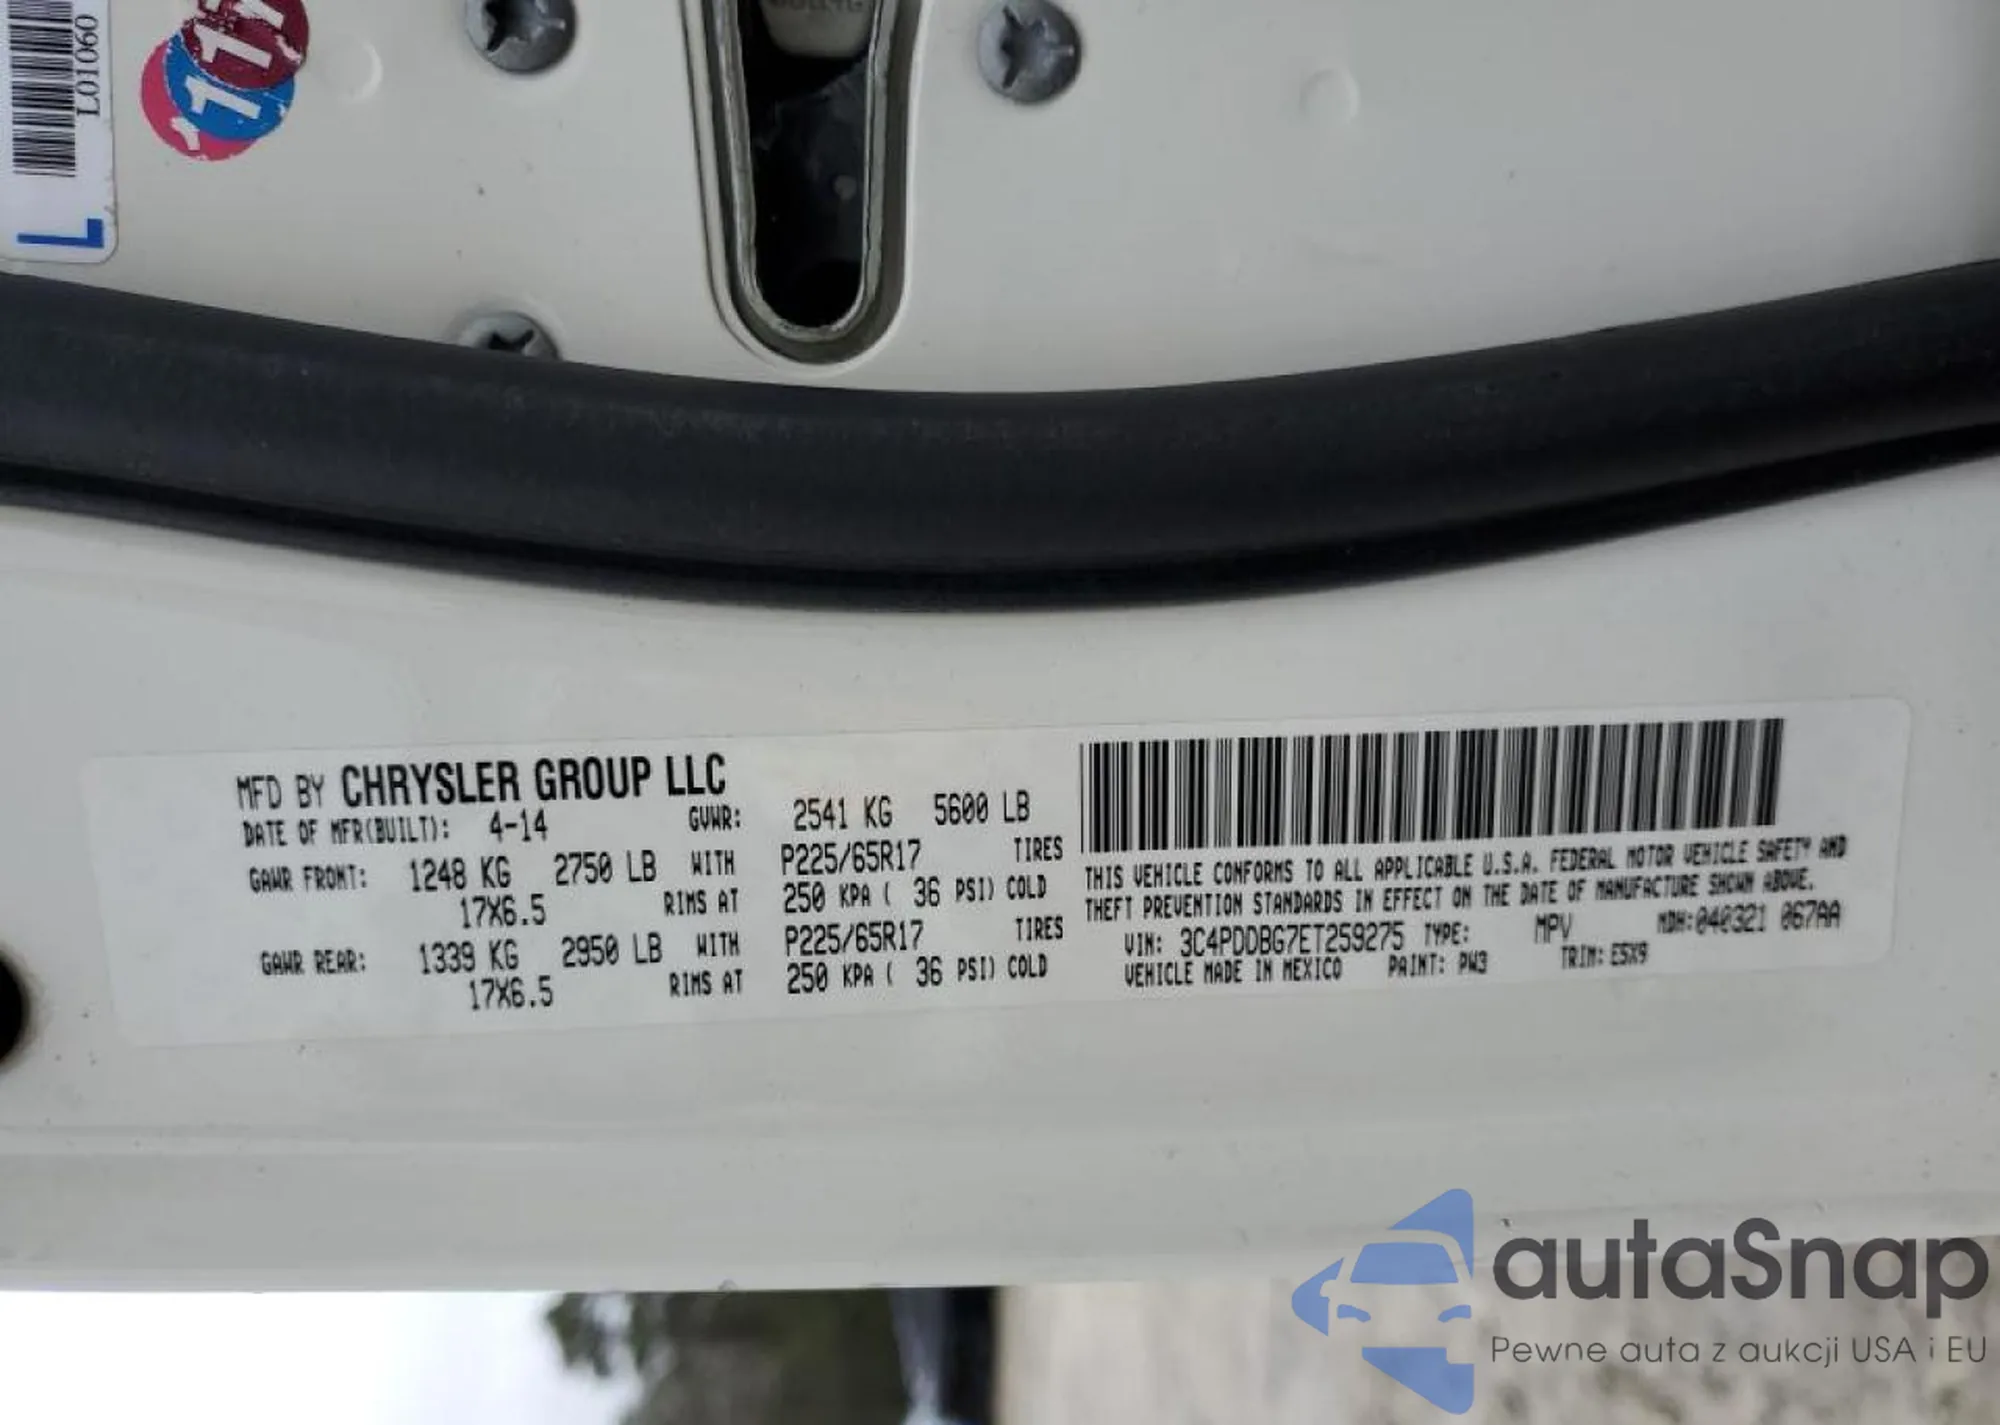 L01060
L
MFD BY CHRYSLER GROUP LLC
DATE OF MFR(BUILT): 4-14 GVWR: 2541 KG 5600 LB
GAWR FRONT: 1248 KG 2750 LB WITH P225/65R17 TIRES
17X6.5 RIMS AT 250 KPA ( 36 PSI) COLD
GAWR REAR: 1339 KG 2950 LB WITH P225/65R17 TIRES
17X6.5 RIMS AT 250 KPA ( 36 PSI) COLD
THIS VEHICLE CONFORMS TO ALL APPLICABLE U.S.A. FEDERAL MOTOR VEHICLE SAFETY AND
THEFT PREVENTION STANDARDS IN EFFECT ON THE DATE OF MANUFACTURE SHOWN ABOVE.
VIN: 3C4PDDBG7ET259275 TYPE: MPV MDH:040321 067AA
VEHICLE MADE IN MEXICO PAINT: PW3 TRIM: E5X9
autaSnap
Pewne auta z aukcji USA i EU